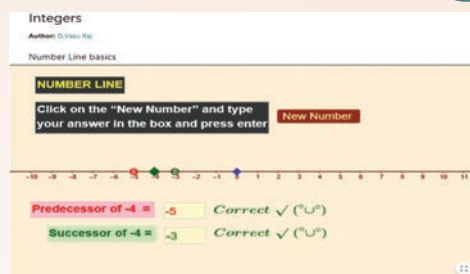 Integers
Author: D.Vasu Raj
Number Line basics
NUMBER LINE
Click on the “New Number” and type
your answer in the box and press enter
New Number
-10 -9 -8 -7 -6 -5 -4 -3 -2 -1 0 1 2 3 4 5 6 7 8 9 10 11
Predecessor of -4 = -5 Correct ✓ (°∪°)
Successor of -4 = -3 Correct ✓ (°∪°)